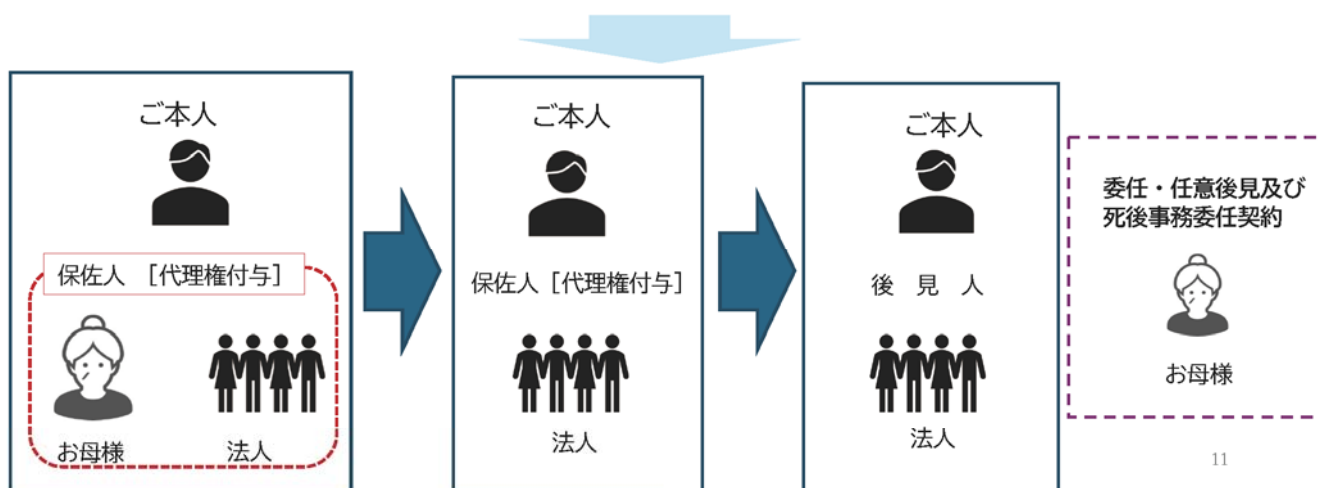 ご本人
保佐人 [代理権付与]
お母様
法人
ご本人
保佐人 [代理権付与]
法人
ご本人
後 見 人
法人
委任・任意後見及び
死後事務委任契約
お母様
11